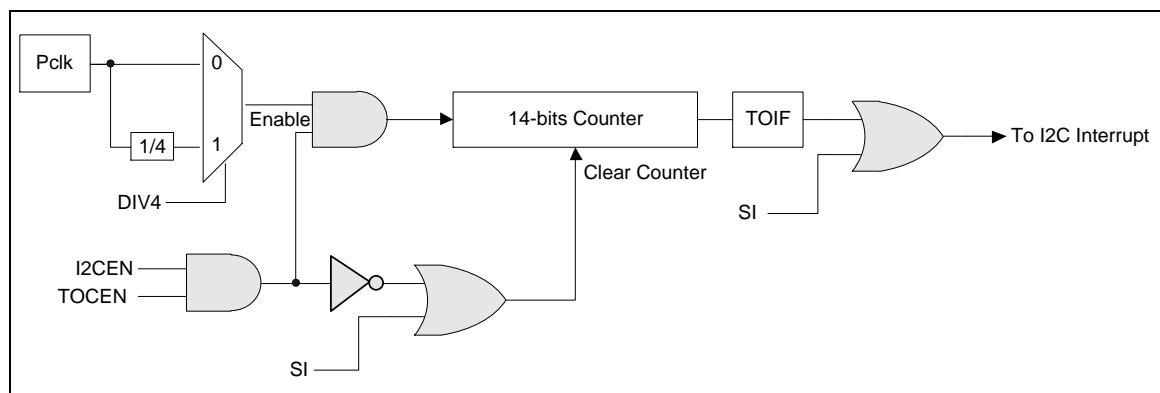 Pclk
0
1/4
1
DIV4
Enable
14-bits Counter
TOIF
To I2C Interrupt
Clear Counter
SI
I2CEN
TOCEN
SI